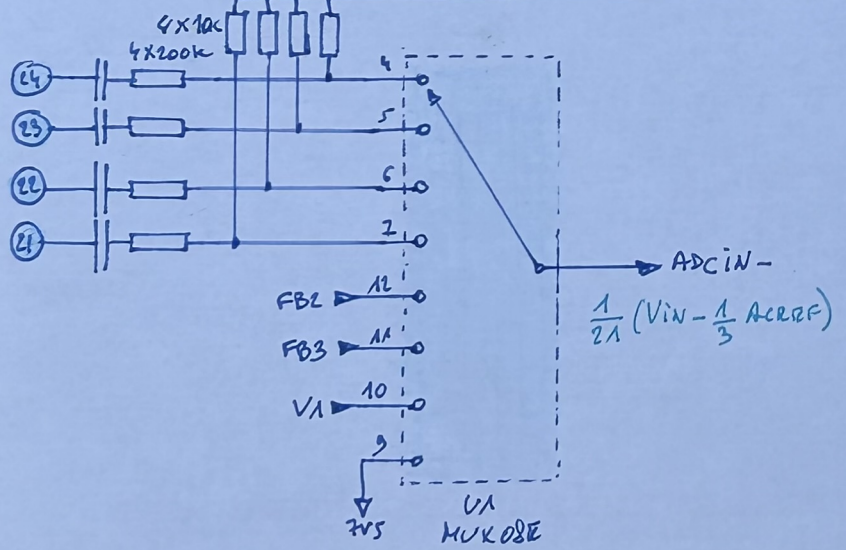 4x10k
4x200k
24
4
23
5
22
6
21
7
FB2
12
FB3
11
V1
10
9
7V5
ADCiN-
1/21 (ViN - 1/3 ACREF)
U1
MUX08E